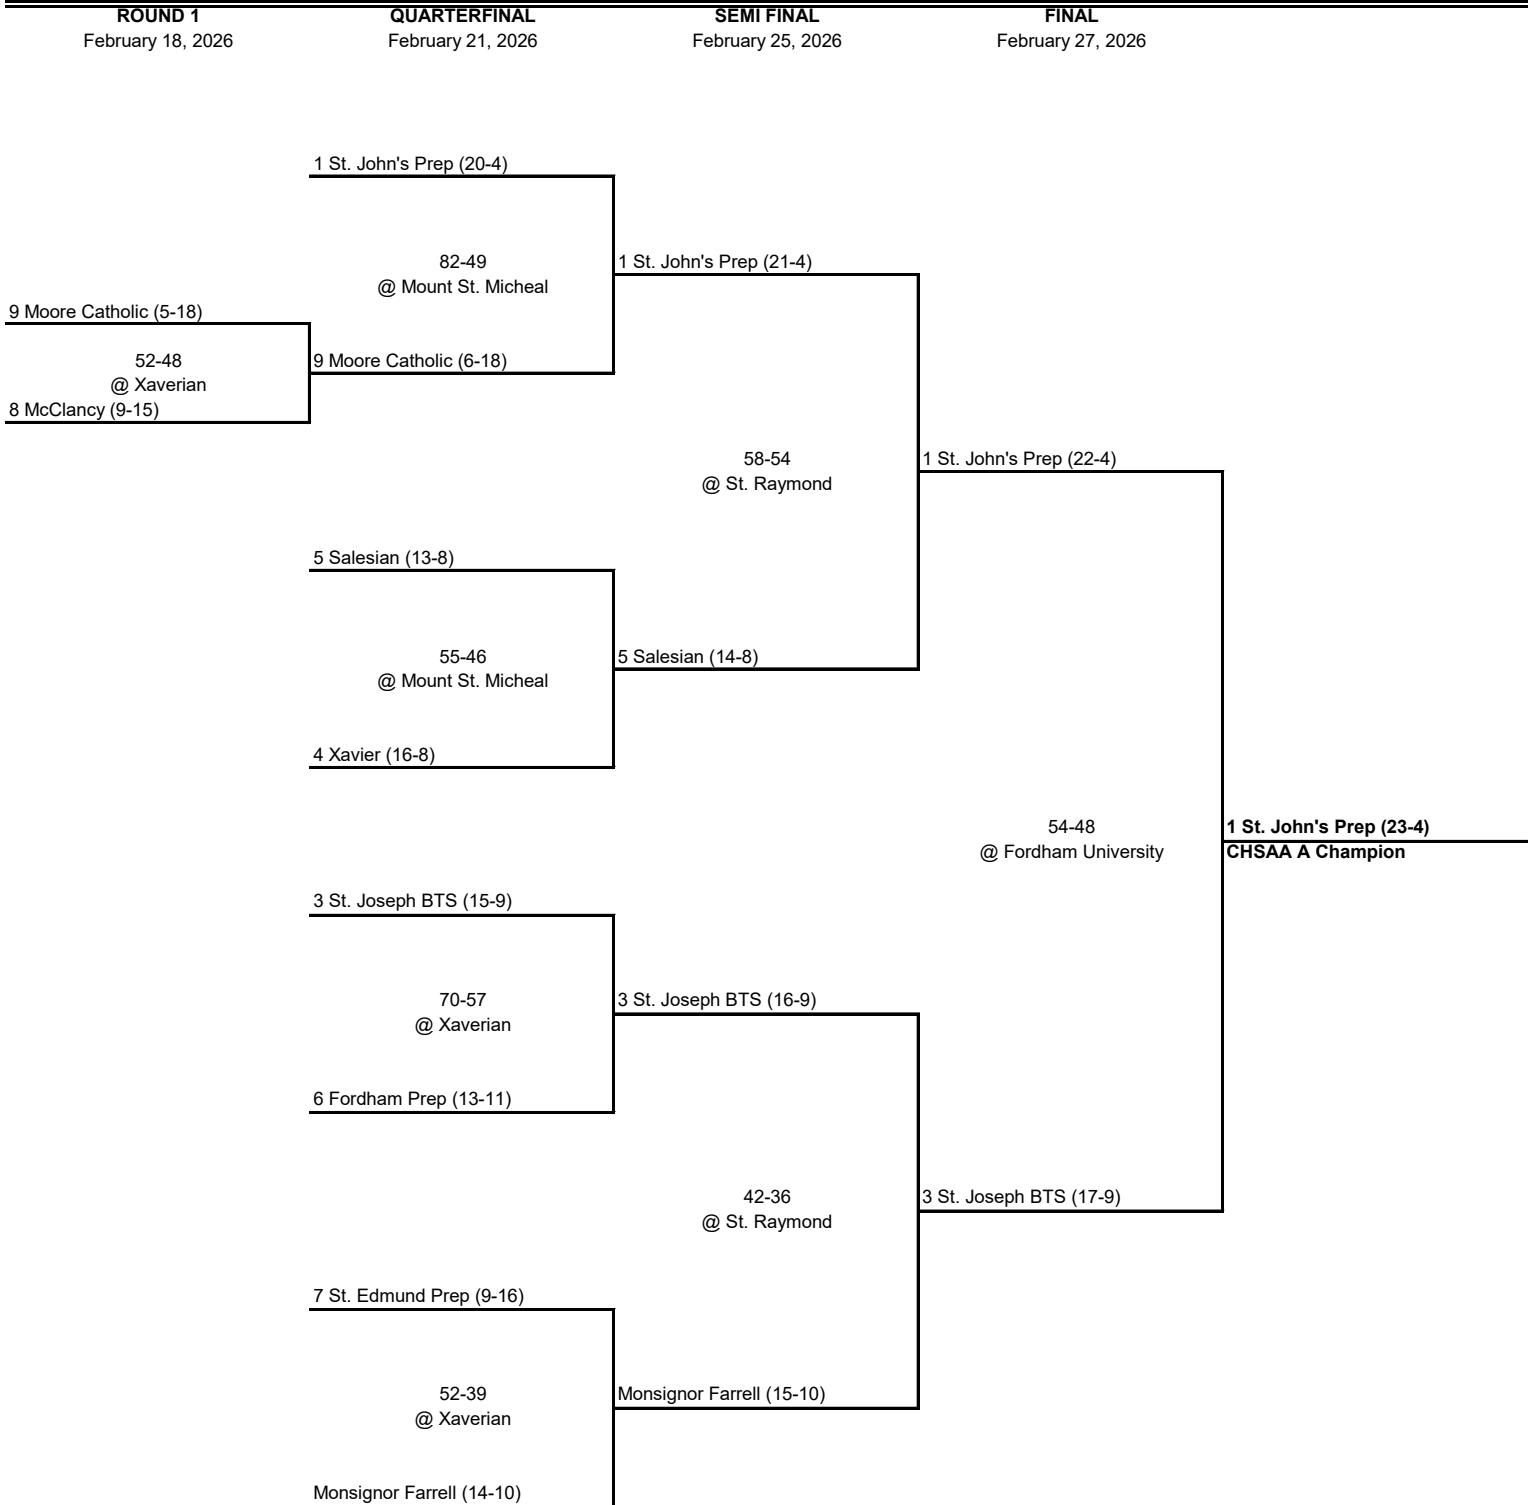 ROUND 1
QUARTERFINAL
SEMI FINAL
FINAL
February 18, 2026
February 21, 2026
February 25, 2026
February 27, 2026
1 St. John's Prep (20-4)
82-49
@ Mount St. Micheal
1 St. John's Prep (21-4)
9 Moore Catholic (5-18)
52-48
@ Xaverian
9 Moore Catholic (6-18)
8 McClancy (9-15)
58-54
@ St. Raymond
1 St. John's Prep (22-4)
5 Salesian (13-8)
55-46
@ Mount St. Micheal
5 Salesian (14-8)
4 Xavier (16-8)
54-48
@ Fordham University
1 St. John's Prep (23-4)
CHSAA A Champion
3 St. Joseph BTS (15-9)
70-57
@ Xaverian
3 St. Joseph BTS (16-9)
6 Fordham Prep (13-11)
42-36
@ St. Raymond
3 St. Joseph BTS (17-9)
7 St. Edmund Prep (9-16)
52-39
@ Xaverian
Monsignor Farrell (15-10)
Monsignor Farrell (14-10)